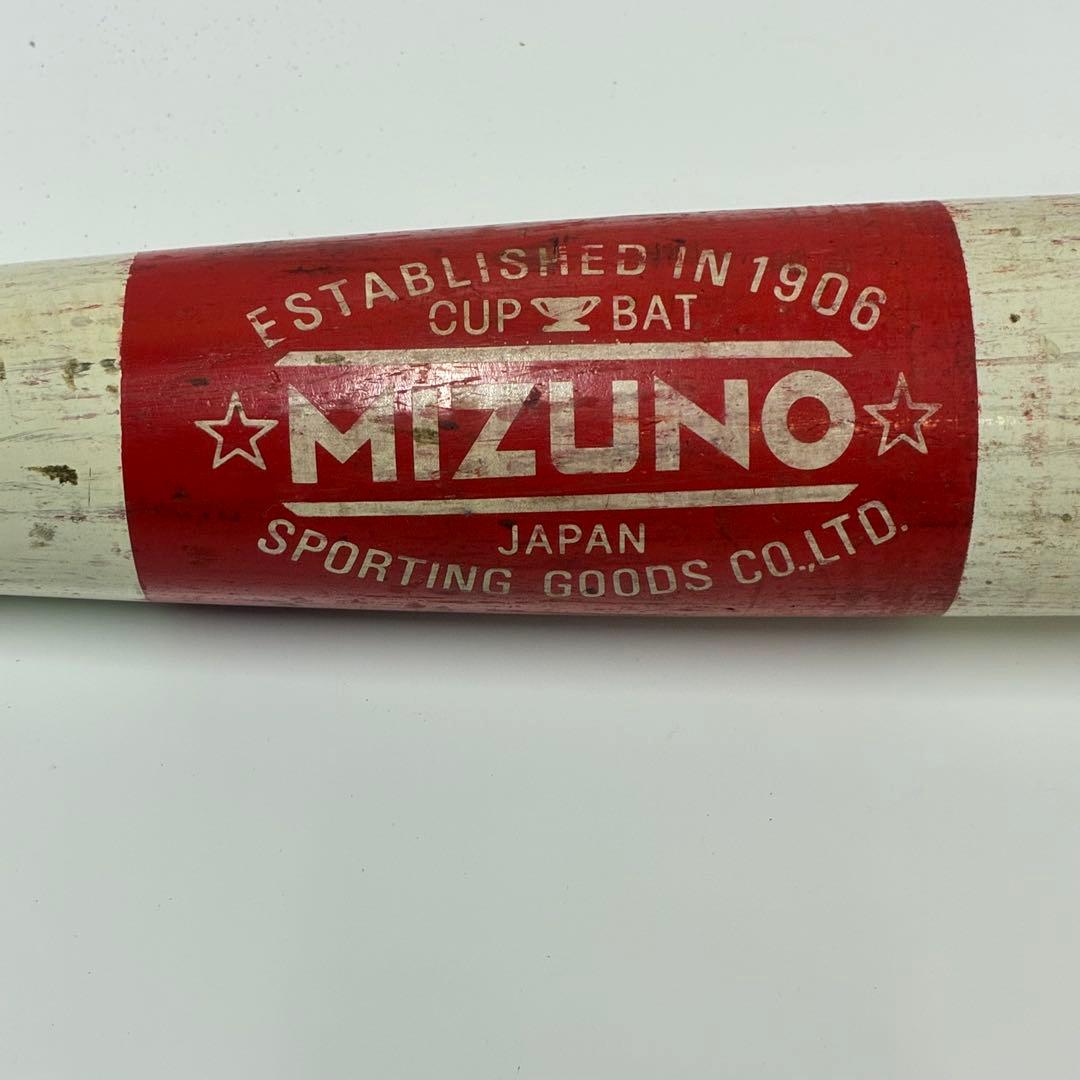 ESTABLISHED IN 1906
CUP BAT
MIZUNO
JAPAN
SPORTING GOODS CO.,LTD.